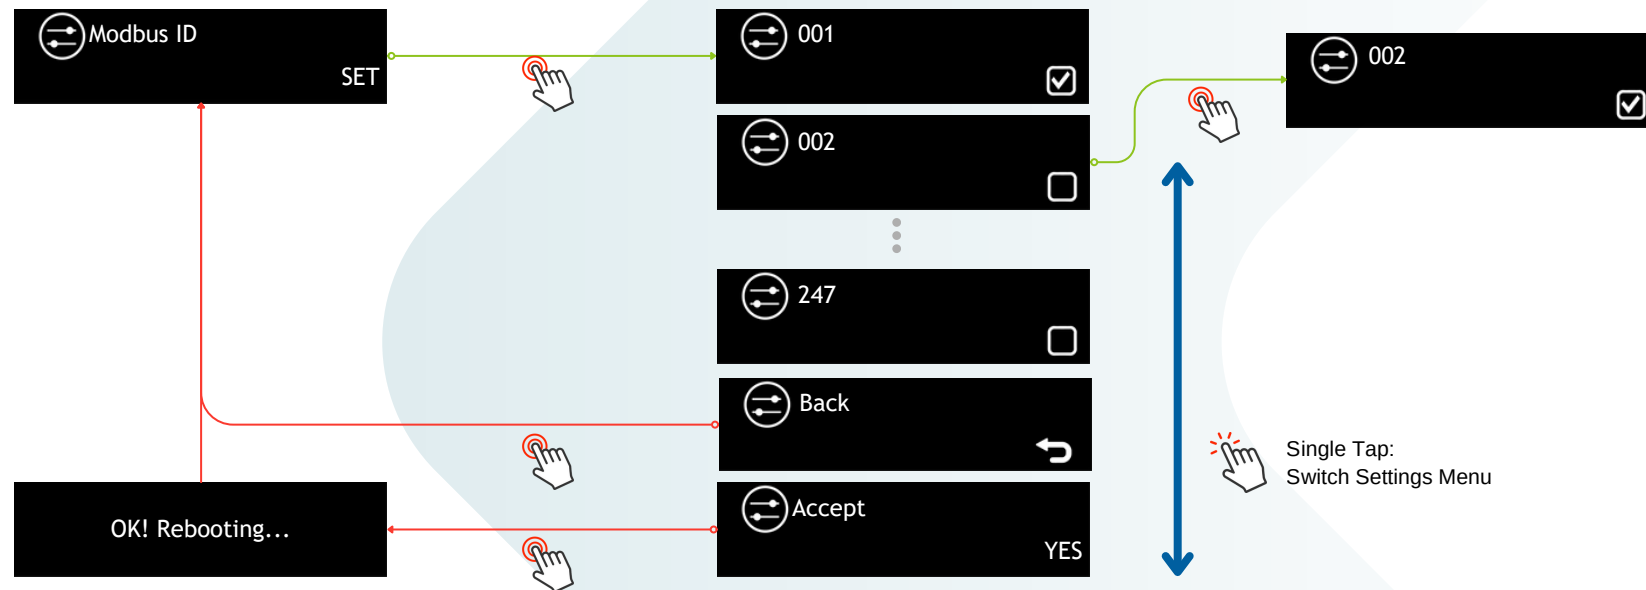 Modbus ID
SET
001
002
002
247
Back
Single Tap:
Switch Settings Menu
Accept
YES
OK! Rebooting...